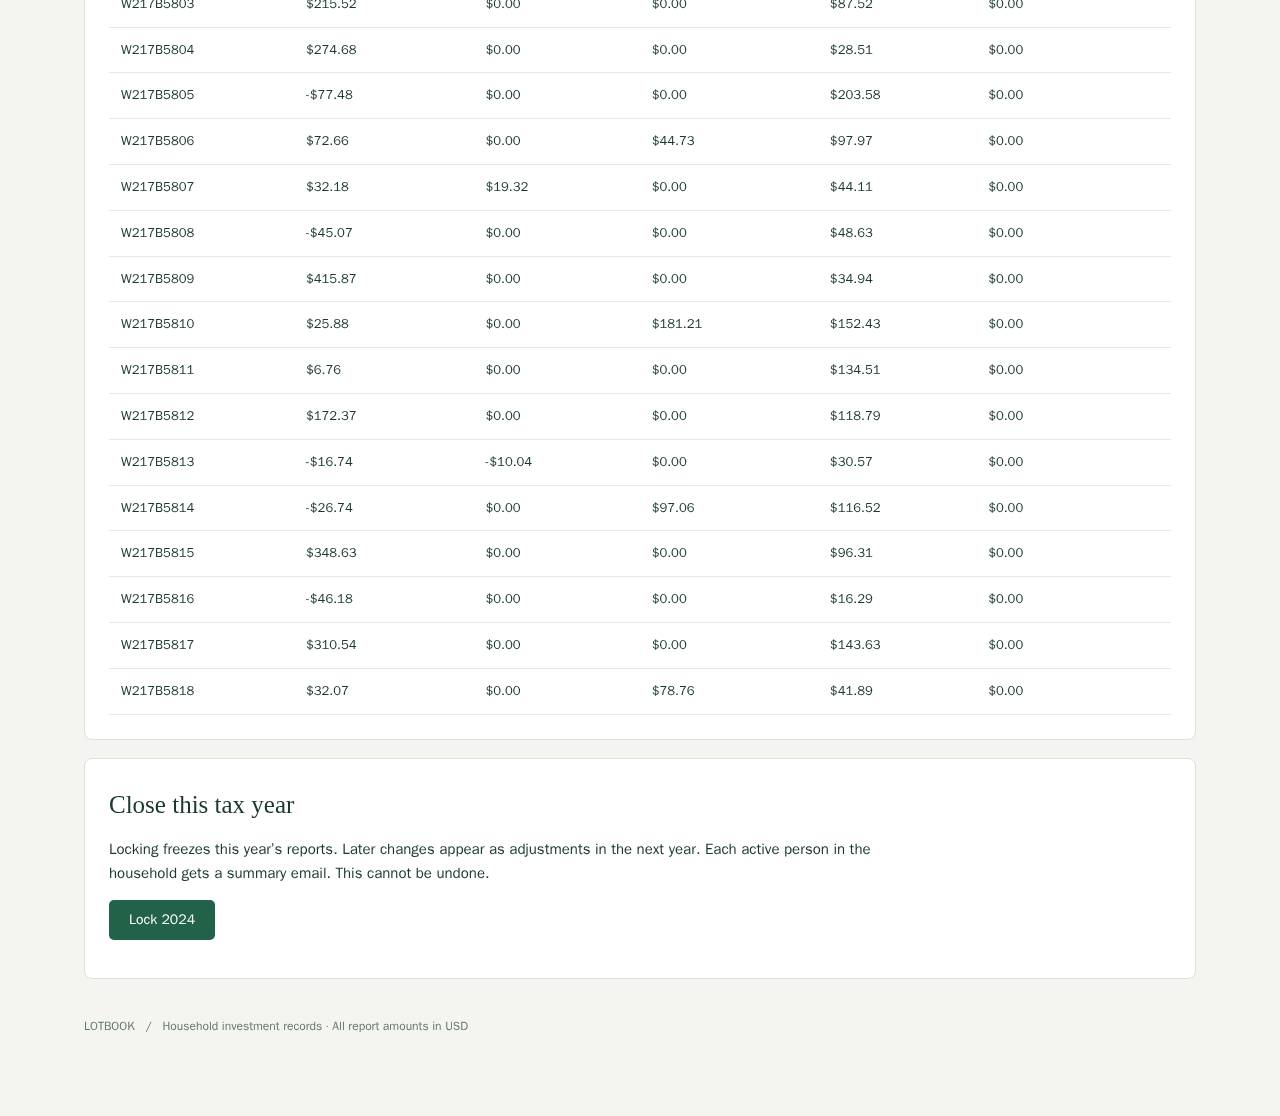 W217B5803 $215.52 $0.00 $0.00 $87.52 $0.00
W217B5804 $274.68 $0.00 $0.00 $28.51 $0.00
W217B5805 -$77.48 $0.00 $0.00 $203.58 $0.00
W217B5806 $72.66 $0.00 $44.73 $97.97 $0.00
W217B5807 $32.18 $19.32 $0.00 $44.11 $0.00
W217B5808 -$45.07 $0.00 $0.00 $48.63 $0.00
W217B5809 $415.87 $0.00 $0.00 $34.94 $0.00
W217B5810 $25.88 $0.00 $181.21 $152.43 $0.00
W217B5811 $6.76 $0.00 $0.00 $134.51 $0.00
W217B5812 $172.37 $0.00 $0.00 $118.79 $0.00
W217B5813 -$16.74 -$10.04 $0.00 $30.57 $0.00
W217B5814 -$26.74 $0.00 $97.06 $116.52 $0.00
W217B5815 $348.63 $0.00 $0.00 $96.31 $0.00
W217B5816 -$46.18 $0.00 $0.00 $16.29 $0.00
W217B5817 $310.54 $0.00 $0.00 $143.63 $0.00
W217B5818 $32.07 $0.00 $78.76 $41.89 $0.00
Close this tax year
Locking freezes this year's reports. Later changes appear as adjustments in the next year. Each active person in the
household gets a summary email. This cannot be undone.
Lock 2024
LOTBOOK / Household investment records · All report amounts in USD